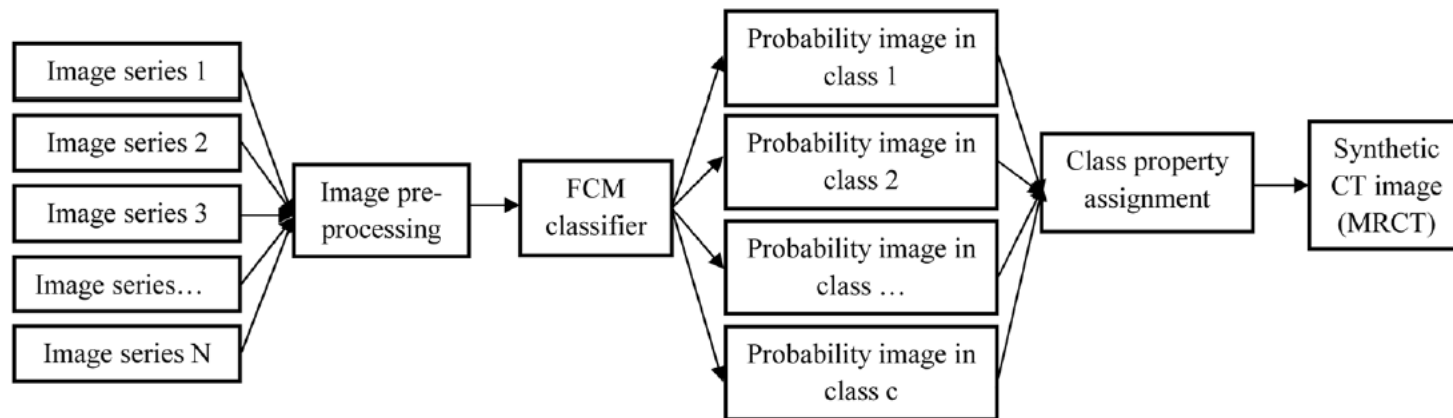 Image series 1
Image series 2
Image series 3
Image series…
Image series N
Image pre-
processing
FCM
classifier
Probability image in
class 1
Probability image in
class 2
Probability image in
class …
Probability image in
class c
Class property
assignment
Synthetic
CT image
(MRCT)